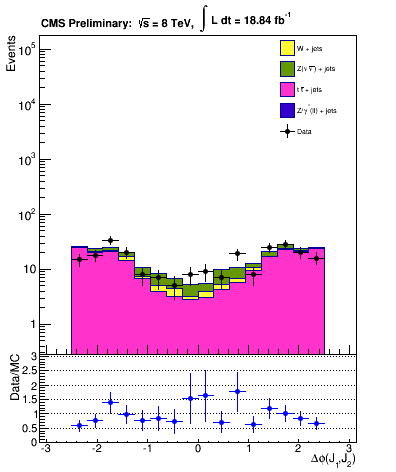 CMS Preliminary: √s = 8 TeV, ∫ L dt = 18.84 fb⁻¹
Events
10⁵
10⁴
10³
10²
10
1
W + jets
Z(ν ν̄) + jets
t t̄ + jets
Z/γ*(ll) + jets
Data
Data/MC
3
2.5
2
1.5
1
0.5
0
-3 -2 -1 0 1 2 3
Δϕ(J₁,J₂)